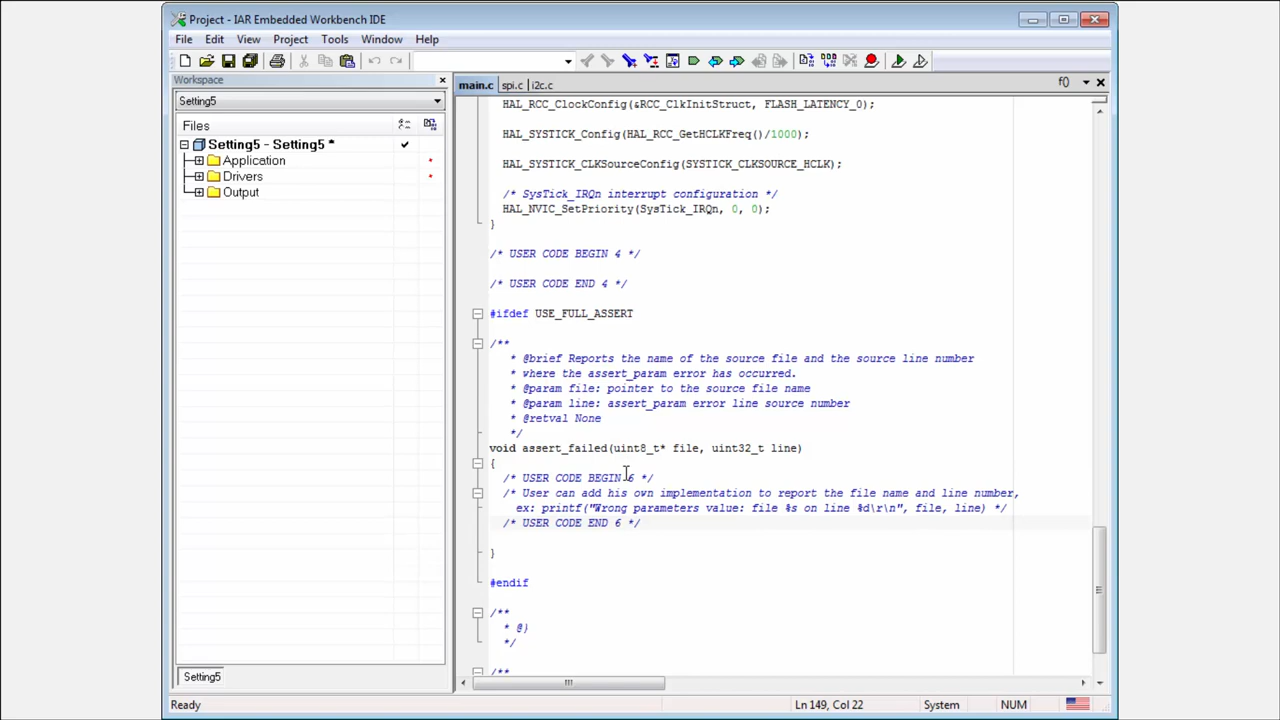 Project - IAR Embedded Workbench IDE
File Edit View Project Tools Window Help
Workspace
main.c spi.c i2c.c
f()
Setting5
Files
Setting5 - Setting5 *
Application
Drivers
Output
Setting5
HAL_RCC_ClockConfig(&RCC_ClkInitStruct, FLASH_LATENCY_0);
HAL_SYSTICK_Config(HAL_RCC_GetHCLKFreq()/1000);
HAL_SYSTICK_CLKSourceConfig(SYSTICK_CLKSOURCE_HCLK);
/* SysTick_IRQn interrupt configuration */
HAL_NVIC_SetPriority(SysTick_IRQn, 0, 0);
}
/* USER CODE BEGIN 4 */
/* USER CODE END 4 */
#ifdef USE_FULL_ASSERT
/**
* @brief Reports the name of the source file and the source line number
* where the assert_param error has occurred.
* @param file: pointer to the source file name
* @param line: assert_param error line source number
* @retval None
*/
void assert_failed(uint8_t* file, uint32_t line)
{
/* USER CODE BEGIN 6 */
/* User can add his own implementation to report the file name and line number,
ex: printf("Wrong parameters value: file %s on line %d\r\n", file, line) */
/* USER CODE END 6 */
}
#endif
/**
* @}
*/
/**
Ready
Ln 149, Col 22
System
NUM